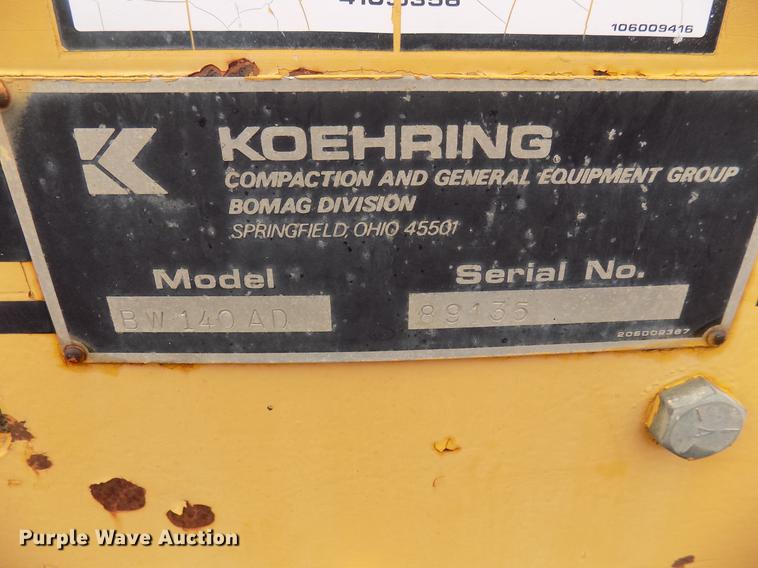 106009416
KOEHRING
COMPACTION AND GENERAL EQUIPMENT GROUP
BOMAG DIVISION
SPRINGFIELD, OHIO 45501
Model Serial No.
BW 140 AD 89135
206009387
Purple Wave Auction